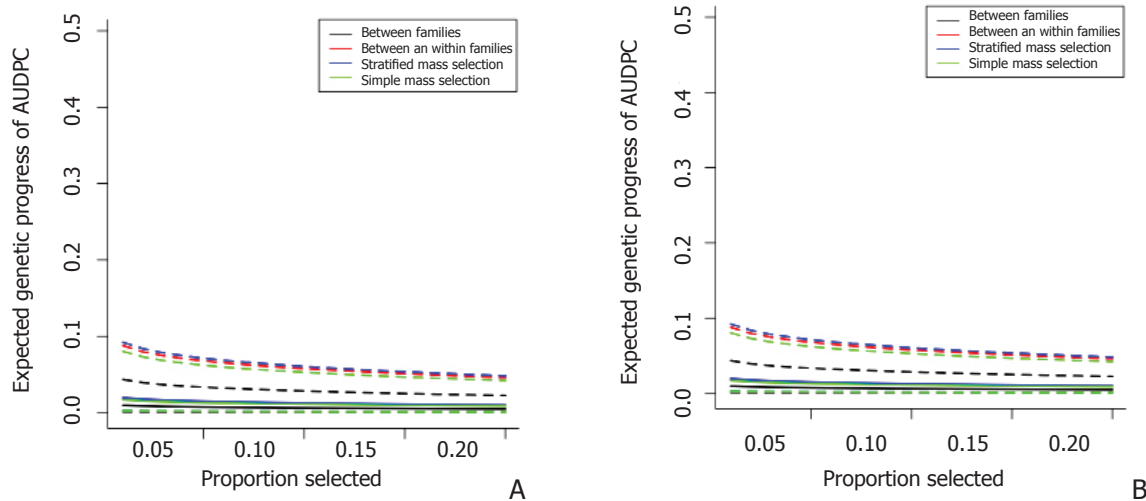 Expected genetic progress of AUDPC
0.5
0.4
0.3
0.2
0.1
0.0
Between families
Between an within families
Stratified mass selection
Simple mass selection
0.05 0.10 0.15 0.20
Proportion selected
A
Expected genetic progress of AUDPC
0.5
0.4
0.3
0.2
0.1
0.0
Between families
Between an within families
Stratified mass selection
Simple mass selection
0.05 0.10 0.15 0.20
Proportion selected
B